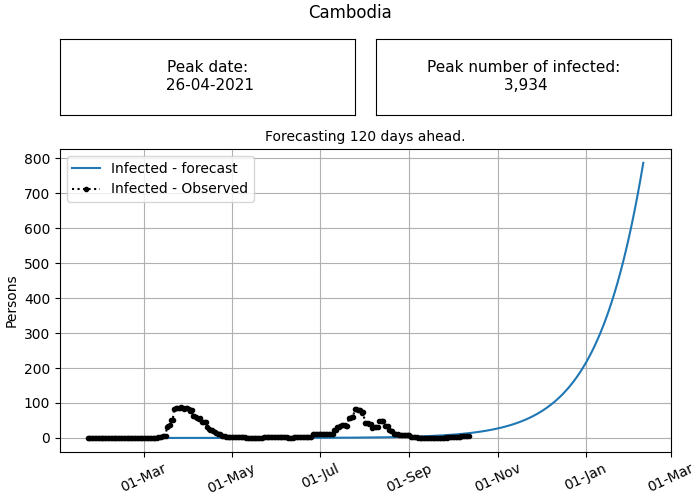 Cambodia
Peak date:
26-04-2021
Peak number of infected:
3,934
Forecasting 120 days ahead.
Infected - forecast
Infected - Observed
Persons
800
700
600
500
400
300
200
100
0
01-Mar
01-May
01-Jul
01-Sep
01-Nov
01-Jan
01-Mar